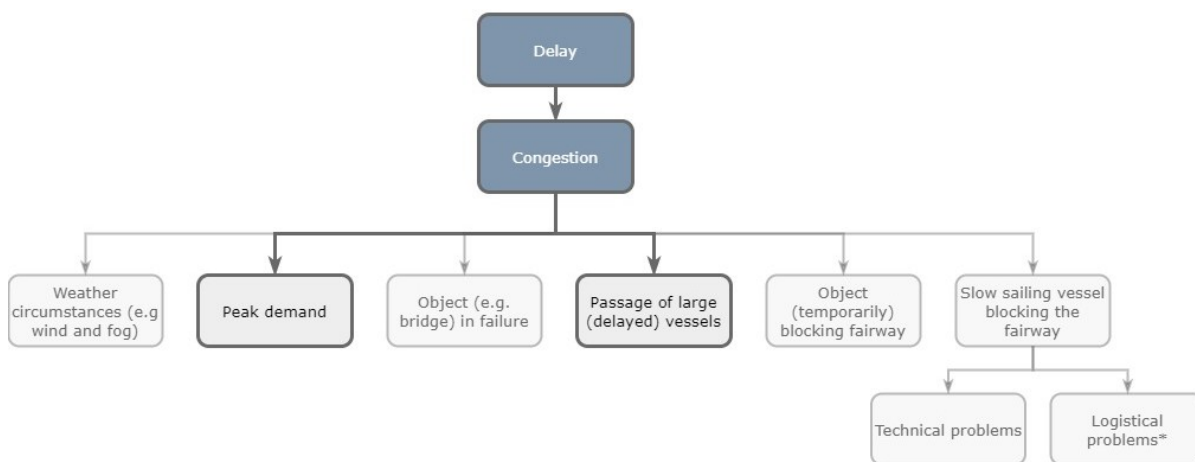 Delay
Congestion
Weather
circumstances (e.g
wind and fog)
Peak demand
Object (e.g.
bridge) in failure
Passage of large
(delayed) vessels
Object
(temporarily)
blocking fairway
Slow sailing vessel
blocking the
fairway
Technical problems
Logistical
problems*